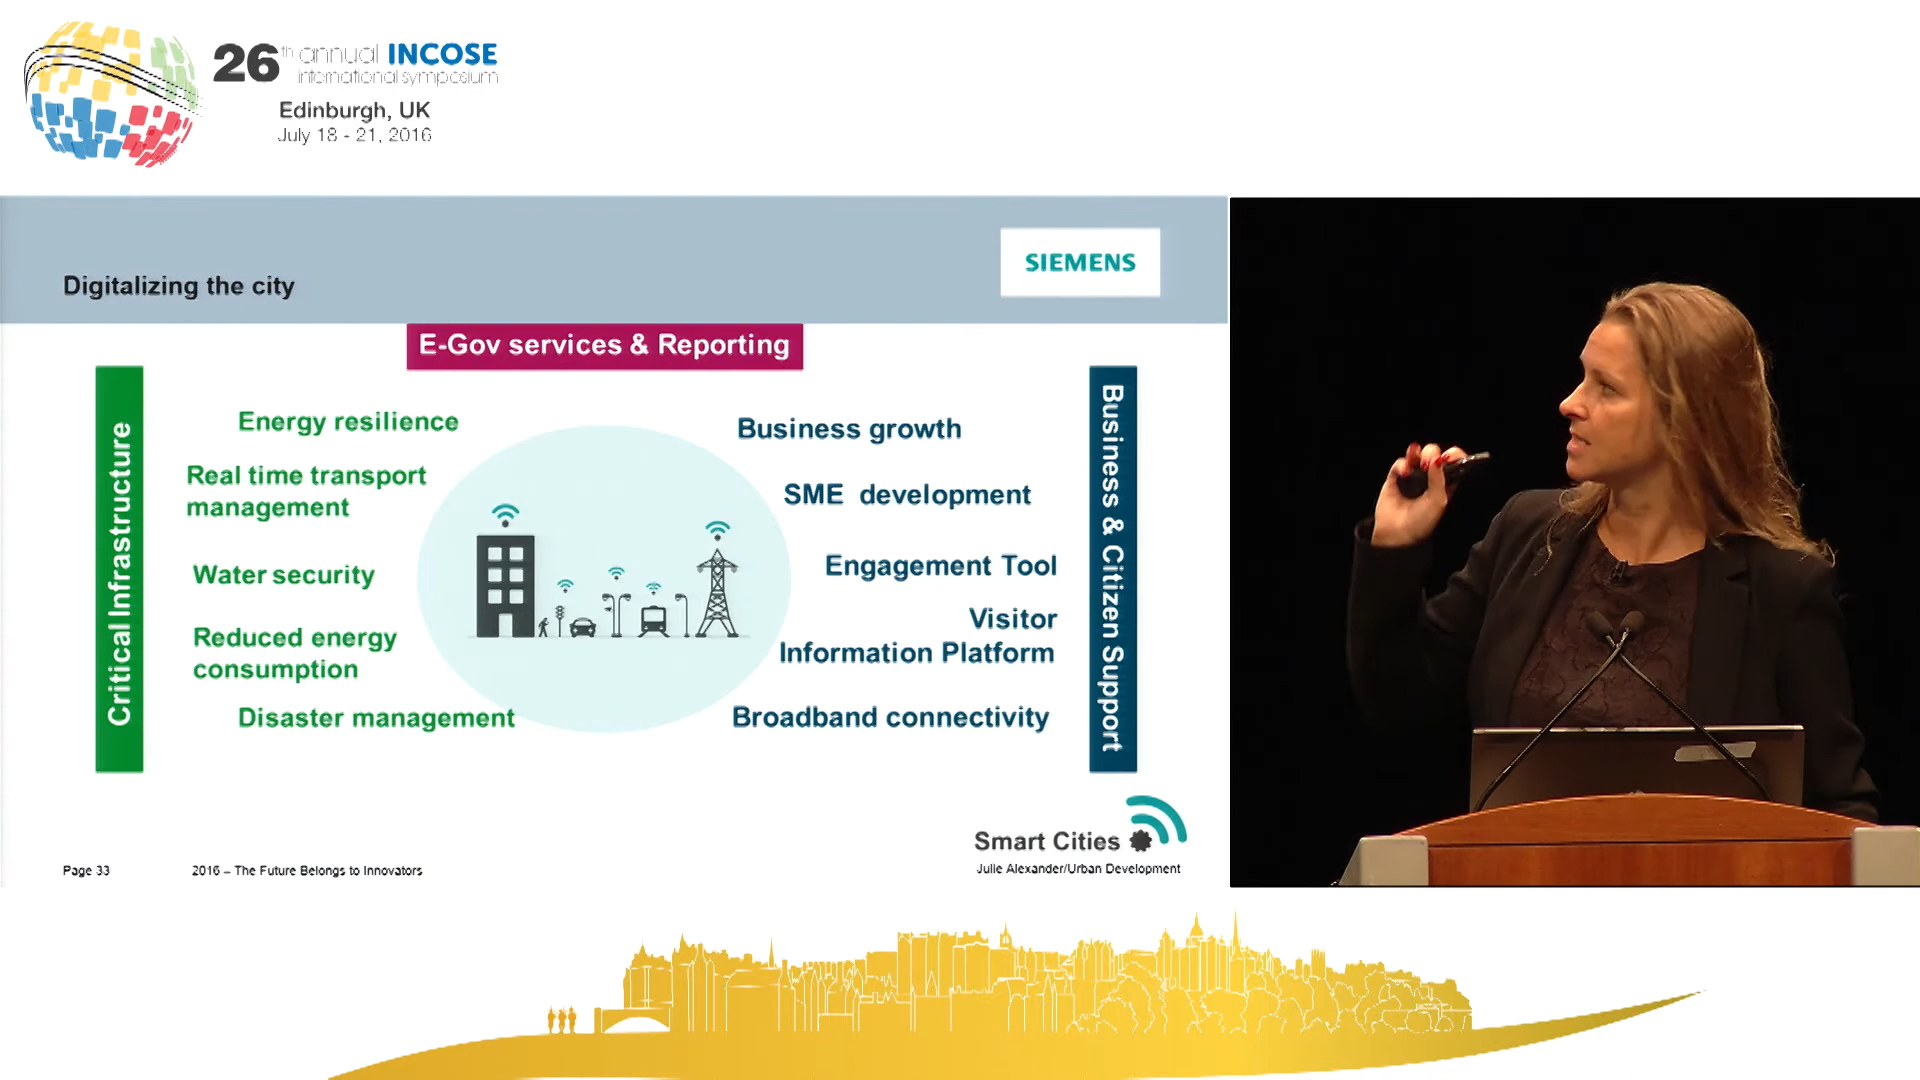 26th annual INCOSE
international symposium
Edinburgh, UK
July 18 - 21, 2016
SIEMENS
Digitalizing the city
E-Gov services & Reporting
Critical Infrastructure
Energy resilience
Real time transport
management
Water security
Reduced energy
consumption
Disaster management
Business growth
SME development
Engagement Tool
Visitor
Information Platform
Broadband connectivity
Business & Citizen Support
Smart Cities
Julie Alexander/Urban Development
Page 33
2016 – The Future Belongs to Innovators